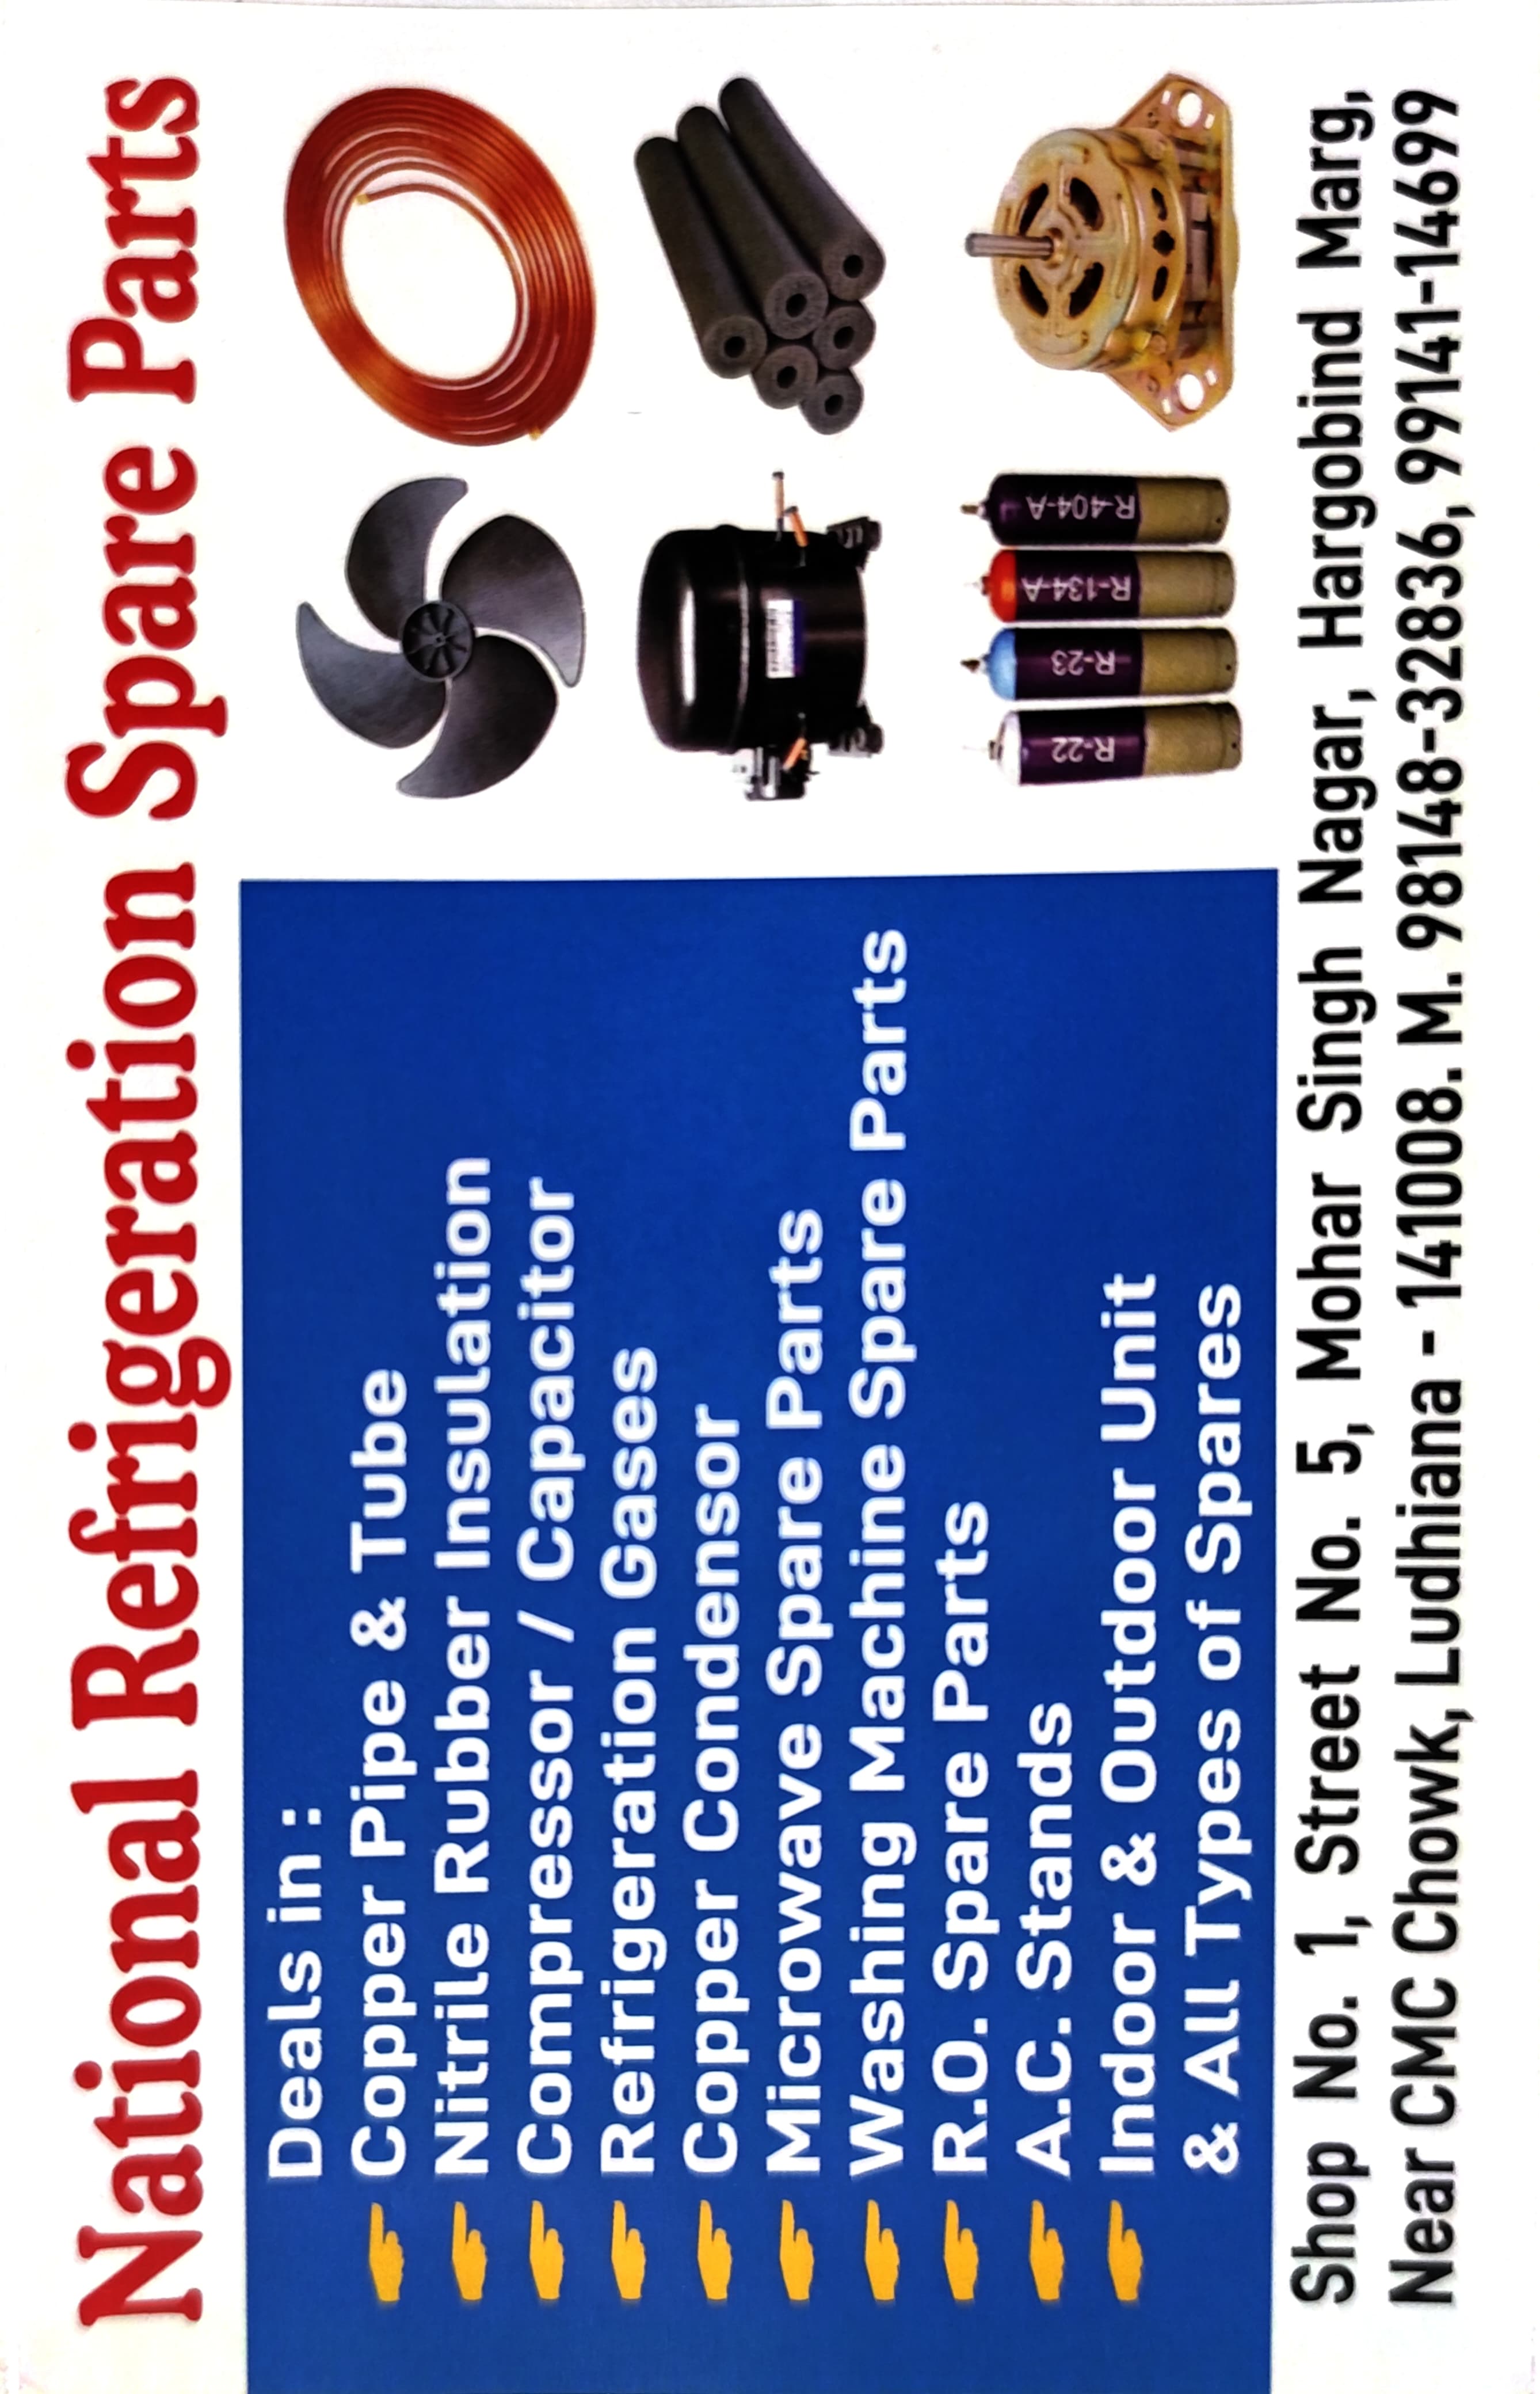 National Refrigeration Spare Parts
Deals in :
Copper Pipe & Tube
Nitrile Rubber Insulation
Compressor / Capacitor
Refrigeration Gases
Copper Condensor
Microwave Spare Parts
Washing Machine Spare Parts
R.O. Spare Parts
A.C. Stands
Indoor & Outdoor Unit
& All Types of Spares
R-22
R-23
R-134-A
R-404-A
Shop No. 1, Street No. 5, Mohar Singh Nagar, Hargobind Marg,
Near CMC Chowk, Ludhiana - 141008. M. 98148-32836, 99141-14699